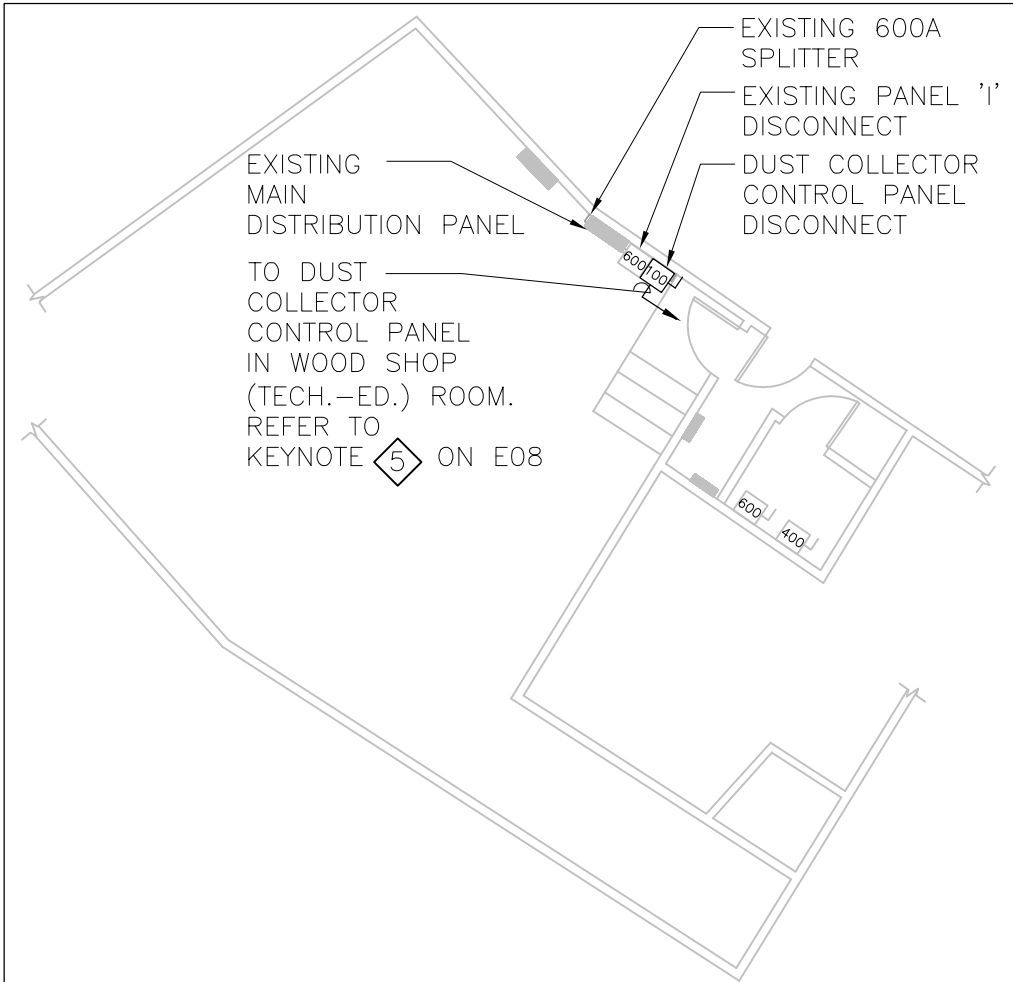 EXISTING 600A
SPLITTER
EXISTING PANEL 'I'
DISCONNECT
DUST COLLECTOR
CONTROL PANEL
DISCONNECT
EXISTING
MAIN
DISTRIBUTION PANEL
TO DUST
COLLECTOR
CONTROL PANEL
IN WOOD SHOP
(TECH.-ED.) ROOM.
REFER TO
KEYNOTE 5 ON E08
600
100
600
400